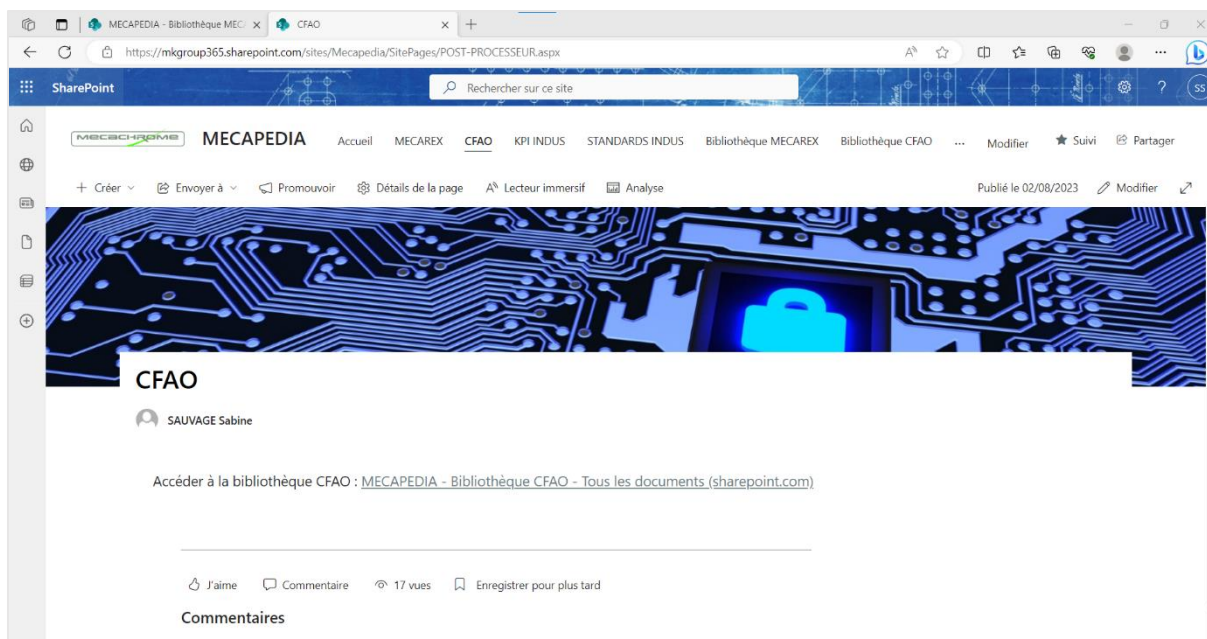 MECAPEDIA - Bibliothèque MEC
CFAO
https://mkgroup365.sharepoint.com/sites/Mecapedia/SitePages/POST-PROCESSEUR.aspx
SharePoint
Rechercher sur ce site
?
SS
MECACHROME
MECAPEDIA
Accueil
MECAREX
CFAO
KPI INDUS
STANDARDS INDUS
Bibliothèque MECAREX
Bibliothèque CFAO
...
Modifier
Suivi
Partager
Créer
Envoyer à
Promouvoir
Détails de la page
Lecteur immersif
Analyse
Publié le 02/08/2023
Modifier
CFAO
SAUVAGE Sabine
Accéder à la bibliothèque CFAO : MECAPEDIA - Bibliothèque CFAO - Tous les documents (sharepoint.com)
J'aime
Commentaire
17 vues
Enregistrer pour plus tard
Commentaires